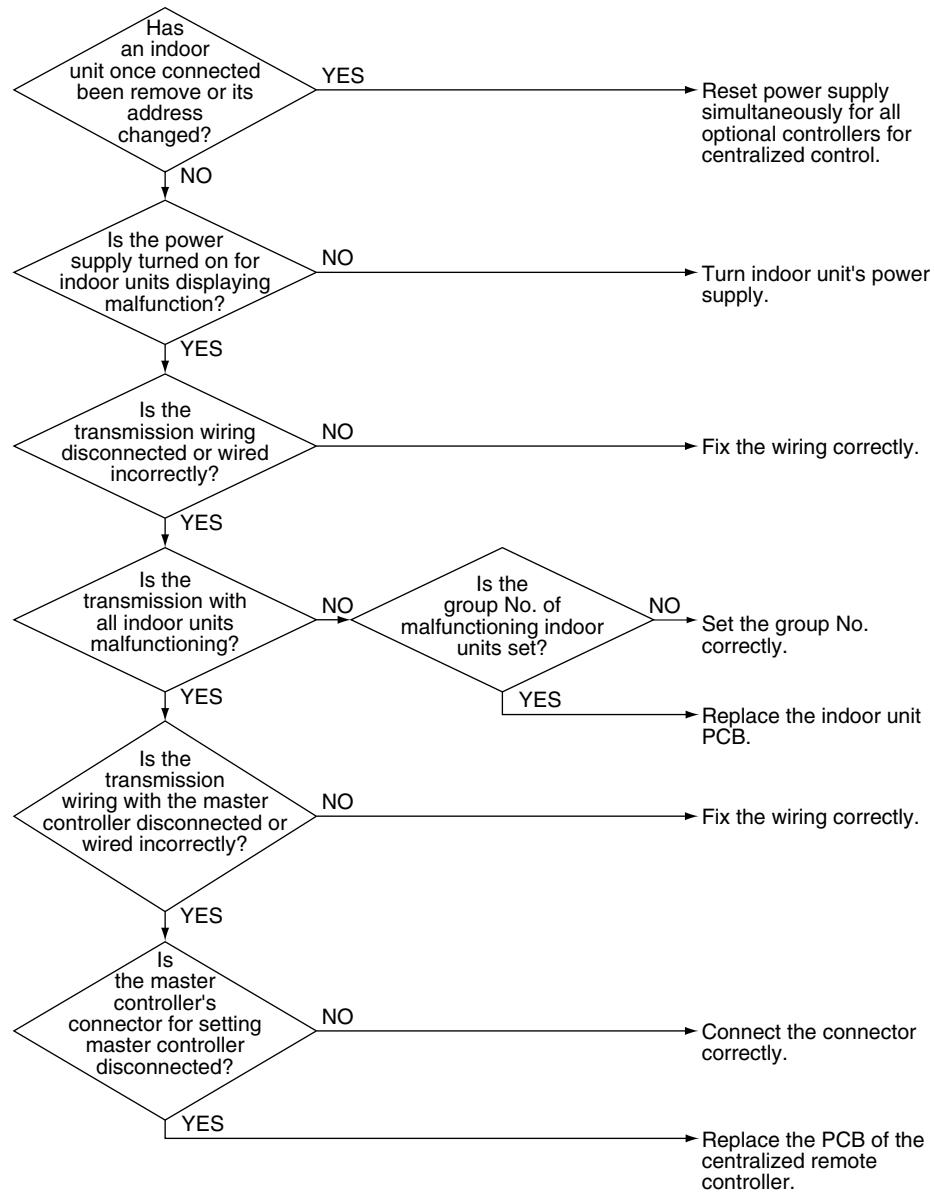 Has
an indoor
unit once connected
been remove or its
address
changed?
YES
Reset power supply
simultaneously for all
optional controllers for
centralized control.
NO
Is the power
supply turned on for
indoor units displaying
malfunction?
NO
Turn indoor unit's power
supply.
YES
Is the
transmission wiring
disconnected or wired
incorrectly?
NO
Fix the wiring correctly.
YES
Is the
transmission with
all indoor units
malfunctioning?
NO
Is the
group No. of
malfunctioning indoor
units set?
NO
Set the group No.
correctly.
YES
Replace the indoor unit
PCB.
YES
Is the
transmission
wiring with the master
controller disconnected or
wired incorrectly?
NO
Fix the wiring correctly.
YES
Is
the master
controller's
connector for setting
master controller
disconnected?
NO
Connect the connector
correctly.
YES
Replace the PCB of the
centralized remote
controller.